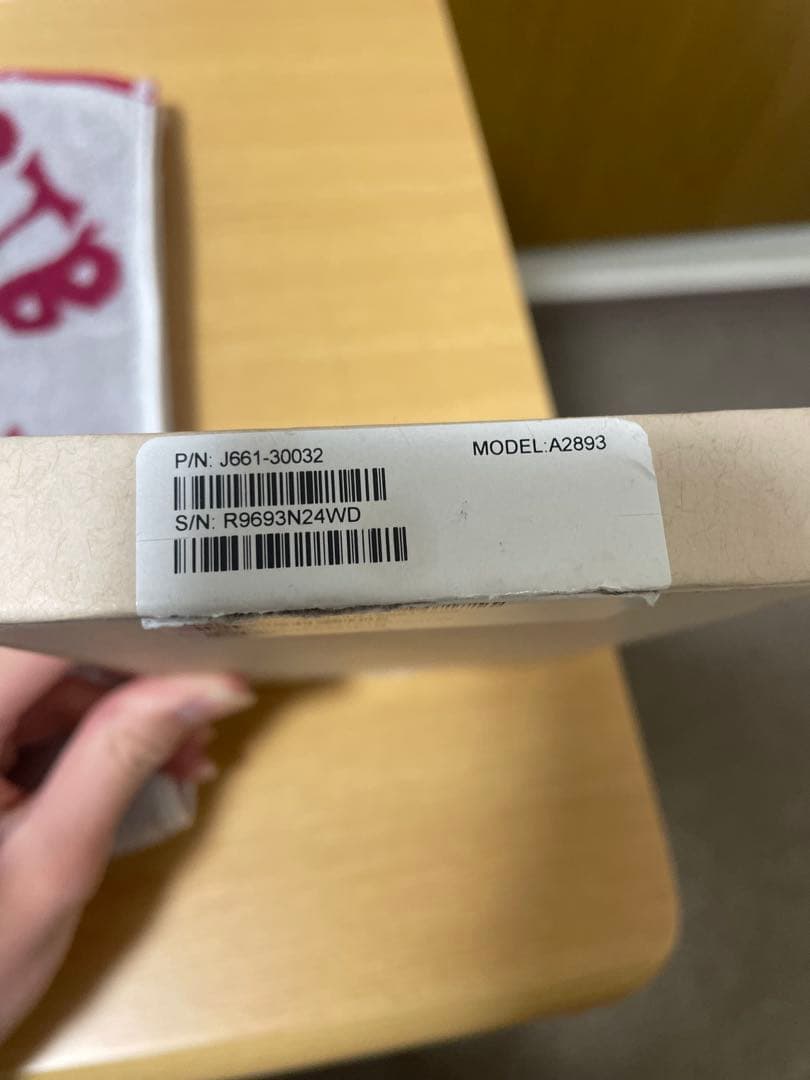 P/N: J661-30032
MODEL:A2893
S/N: R9693N24WD